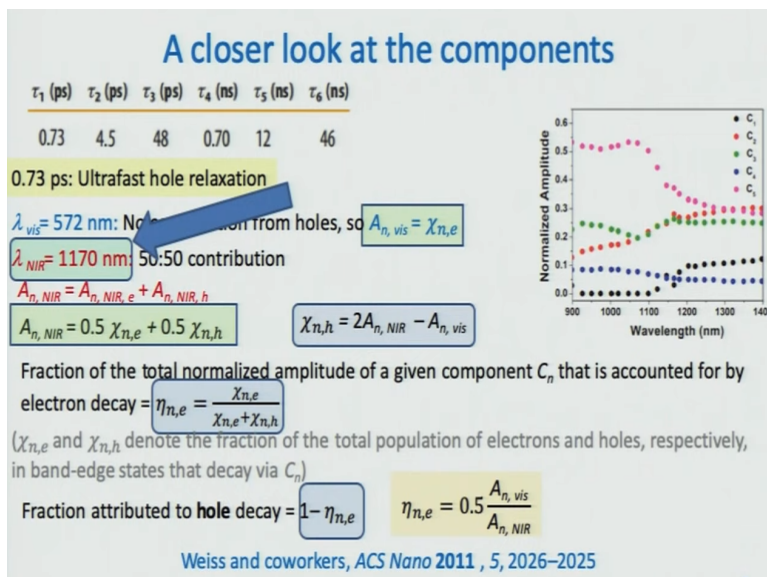 A closer look at the components
τ1 (ps) τ2 (ps) τ3 (ps) τ4 (ns) τ5 (ns) τ6 (ns)
0.73 4.5 48 0.70 12 46
0.73 ps: Ultrafast hole relaxation
λ vis= 572 nm: from holes, so An, vis = χn,e
λ NIR= 1170 nm: 50:50 contribution
An, NIR = An, NIR, e + An, NIR, h
An, NIR = 0.5 χn,e + 0.5 χn,h
χn,h = 2An, NIR − An, vis
0.6
0.5
0.4
0.3
0.2
0.1
0.0
Normalized Amplitude
C1
C2
C3
C4
C5
900 1000 1100 1200 1300 140
Wavelength (nm)
Fraction of the total normalized amplitude of a given component Cn that is accounted for by
electron decay = ηn,e = χn,e / χn,e+χn,h
(χn,e and χn,h denote the fraction of the total population of electrons and holes, respectively,
in band-edge states that decay via Cn)
Fraction attributed to hole decay = 1− ηn,e
ηn,e = 0.5 An, vis / An, NIR
Weiss and coworkers, ACS Nano 2011 , 5, 2026–2025